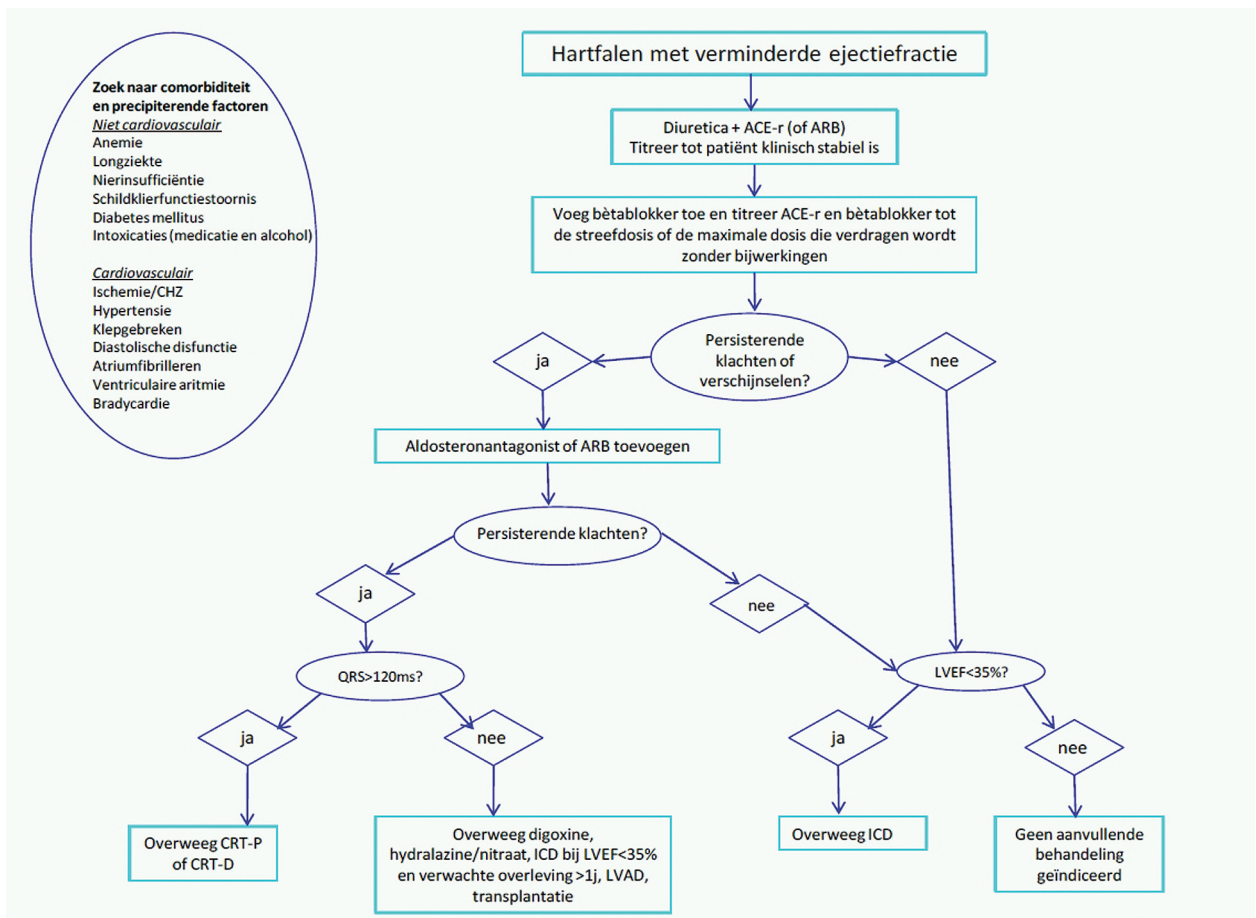 Zoek naar comorbiditeit
en precipiterende factoren
Niet cardiovasculair
Anemie
Longziekte
Nierinsufficiëntie
Schildklierfunctiestoornis
Diabetes mellitus
Intoxicaties (medicatie en alcohol)
Cardiovasculair
Ischemie/CHZ
Hypertensie
Klepgebreken
Diastolische disfunctie
Atriumfibrilleren
Ventriculaire aritmie
Bradycardie
Hartfalen met verminderde ejectiefractie
Diuretica + ACE-r (of ARB)
Titreer tot patiënt klinisch stabiel is
Voeg bètablokker toe en titreer ACE-r en bètablokker tot
de streefdosis of de maximale dosis die verdragen wordt
zonder bijwerkingen
Persisterende
klachten of
verschijnselen?
ja
nee
Aldosteronantagonist of ARB toevoegen
Persisterende klachten?
ja
nee
QRS>120ms?
LVEF<35%?
ja
nee
ja
nee
Overweeg CRT-P
of CRT-D
Overweeg digoxine,
hydralazine/nitraat, ICD bij LVEF<35%
en verwachte overleving >1j, LVAD,
transplantatie
Overweeg ICD
Geen aanvullende
behandeling
geïndiceerd